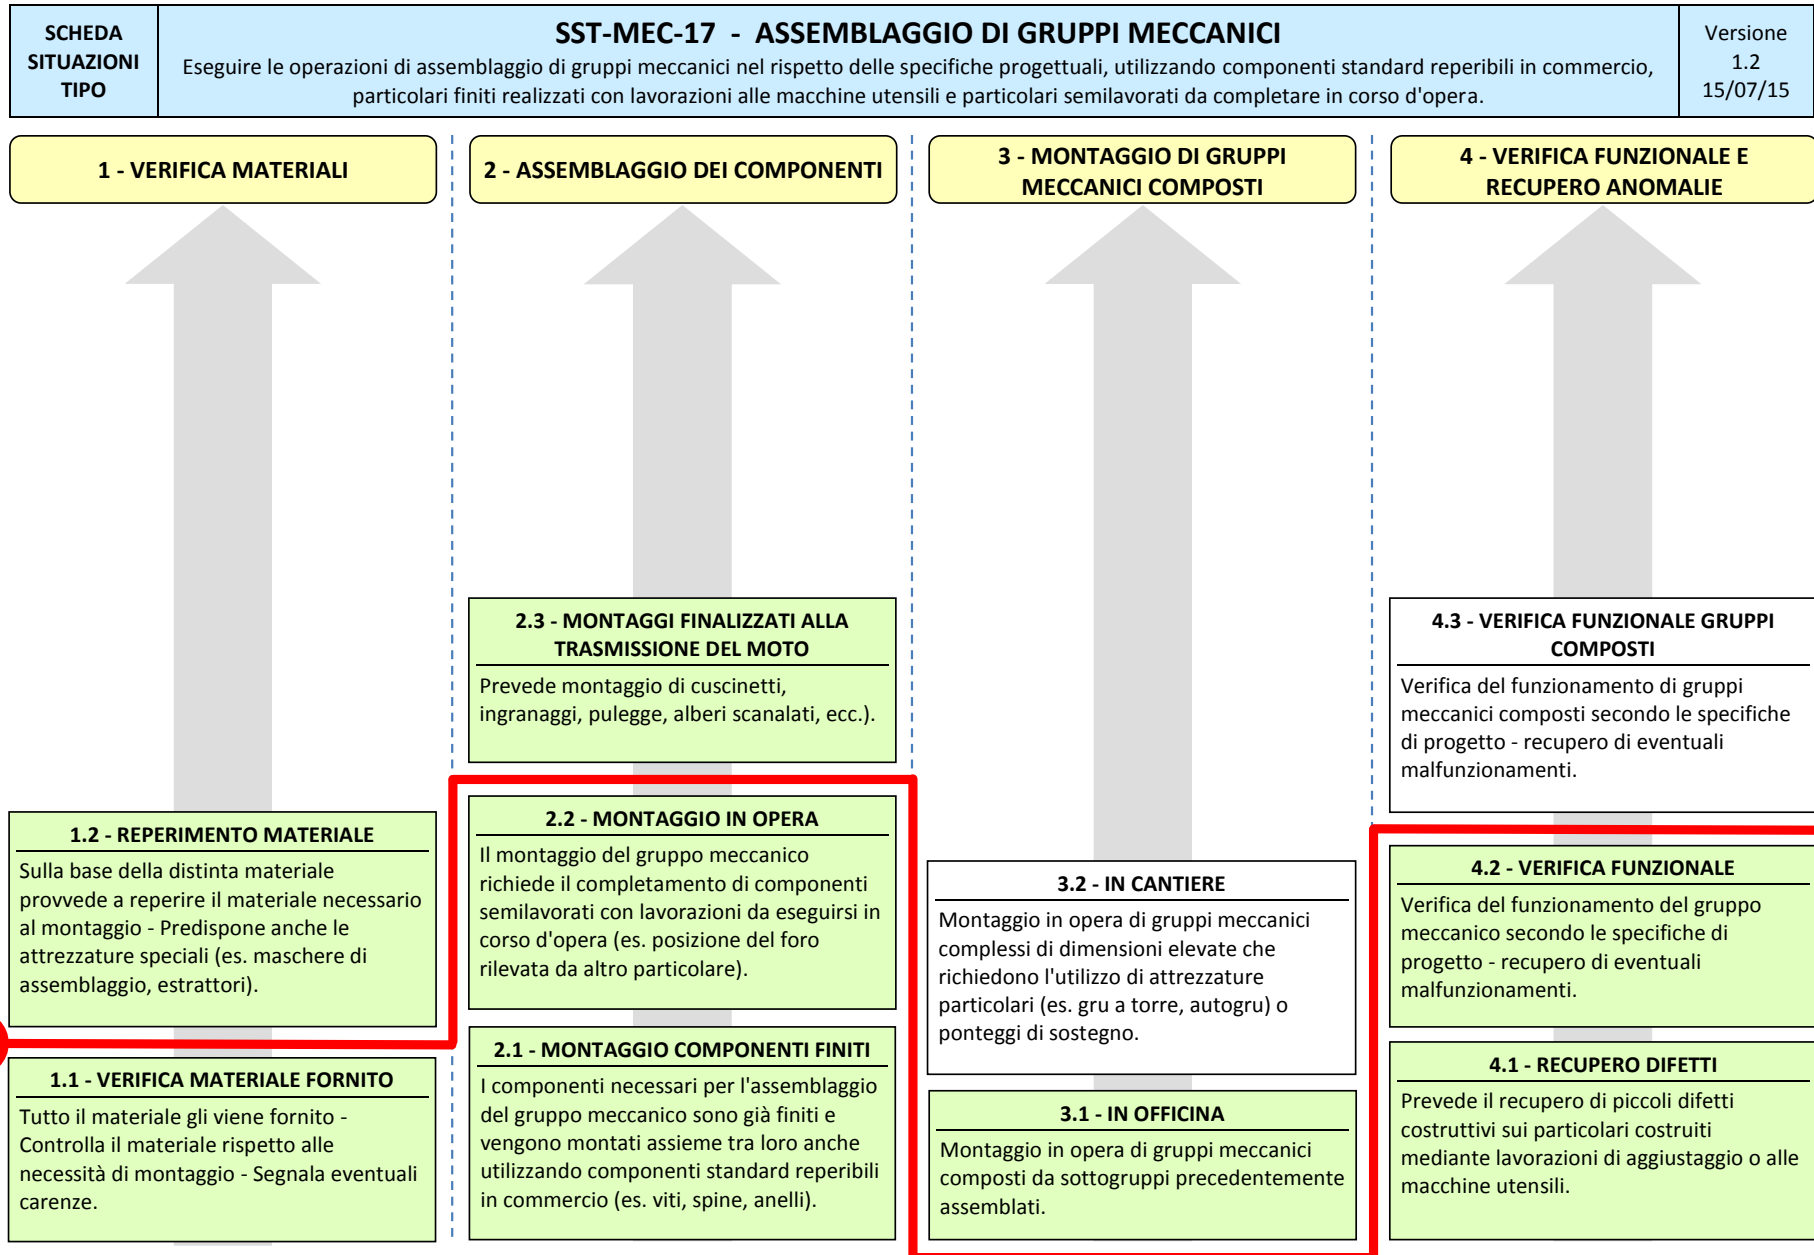 SCHEDA
SITUAZIONI
TIPO
SST-MEC-17 - ASSEMBLAGGIO DI GRUPPI MECCANICI
Eseguire le operazioni di assemblaggio di gruppi meccanici nel rispetto delle specifiche progettuali, utilizzando componenti standard reperibili in commercio,
particolari finiti realizzati con lavorazioni alle macchine utensili e particolari semilavorati da completare in corso d'opera.
Versione
1.2
15/07/15
1 - VERIFICA MATERIALI
1.2 - REPERIMENTO MATERIALE
Sulla base della distinta materiale
provvede a reperire il materiale necessario
al montaggio - Predispone anche le
attrezzature speciali (es. maschere di
assemblaggio, estrattori).
1.1 - VERIFICA MATERIALE FORNITO
Tutto il materiale gli viene fornito -
Controlla il materiale rispetto alle
necessità di montaggio - Segnala eventuali
carenze.
2 - ASSEMBLAGGIO DEI COMPONENTI
2.3 - MONTAGGI FINALIZZATI ALLA
TRASMISSIONE DEL MOTO
Prevede montaggio di cuscinetti,
ingranaggi, pulegge, alberi scanalati, ecc.).
2.2 - MONTAGGIO IN OPERA
Il montaggio del gruppo meccanico
richiede il completamento di componenti
semilavorati con lavorazioni da eseguirsi in
corso d'opera (es. posizione del foro
rilevata da altro particolare).
2.1 - MONTAGGIO COMPONENTI FINITI
I componenti necessari per l'assemblaggio
del gruppo meccanico sono già finiti e
vengono montati assieme tra loro anche
utilizzando componenti standard reperibili
in commercio (es. viti, spine, anelli).
3 - MONTAGGIO DI GRUPPI
MECCANICI COMPOSTI
3.2 - IN CANTIERE
Montaggio in opera di gruppi meccanici
complessi di dimensioni elevate che
richiedono l'utilizzo di attrezzature
particolari (es. gru a torre, autogru) o
ponteggi di sostegno.
3.1 - IN OFFICINA
Montaggio in opera di gruppi meccanici
composti da sottogruppi precedentemente
assemblati.
4 - VERIFICA FUNZIONALE E
RECUPERO ANOMALIE
4.3 - VERIFICA FUNZIONALE GRUPPI
COMPOSTI
Verifica del funzionamento di gruppi
meccanici composti secondo le specifiche
di progetto - recupero di eventuali
malfunzionamenti.
4.2 - VERIFICA FUNZIONALE
Verifica del funzionamento del gruppo
meccanico secondo le specifiche di
progetto - recupero di eventuali
malfunzionamenti.
4.1 - RECUPERO DIFETTI
Prevede il recupero di piccoli difetti
costruttivi sui particolari costruiti
mediante lavorazioni di aggiustaggio o alle
macchine utensili.